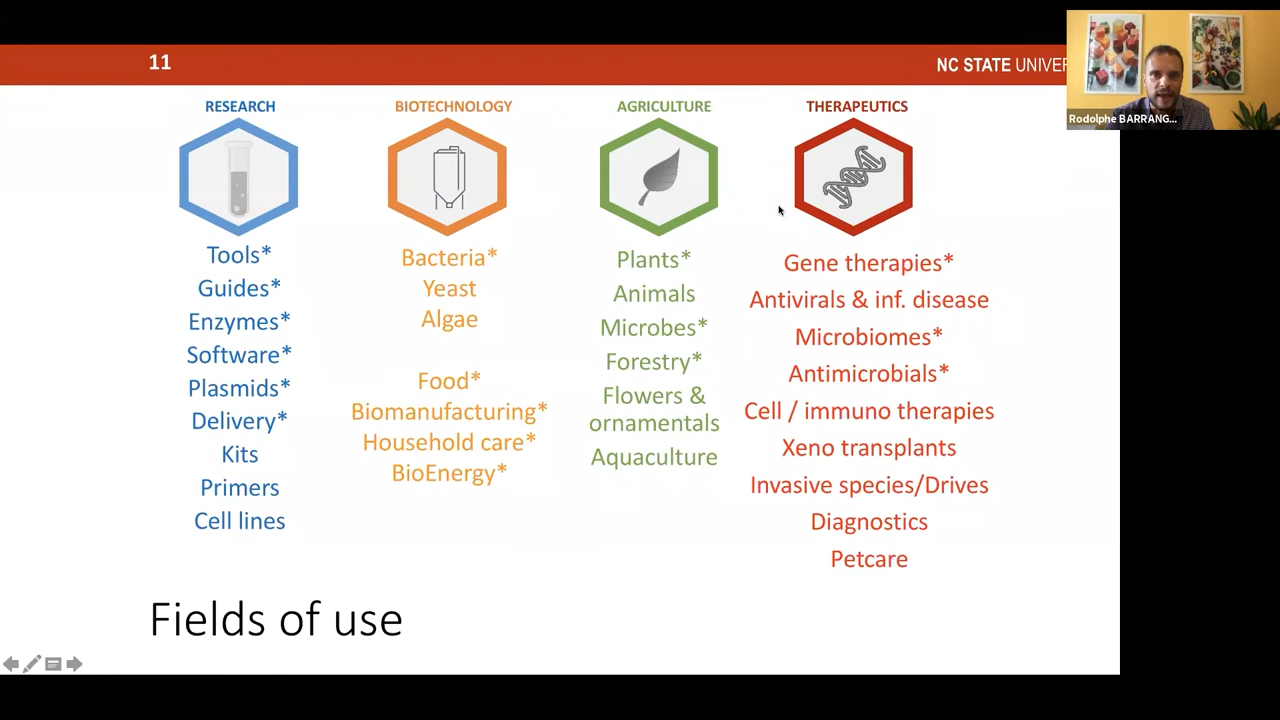 11
NC STATE
Rodolphe BARRANG...
RESEARCH
Tools*
Guides*
Enzymes*
Software*
Plasmids*
Delivery*
Kits
Primers
Cell lines
BIOTECHNOLOGY
Bacteria*
Yeast
Algae
Food*
Biomanufacturing*
Household care*
BioEnergy*
AGRICULTURE
Plants*
Animals
Microbes*
Forestry*
Flowers &
ornamentals
Aquaculture
THERAPEUTICS
Gene therapies*
Antivirals & inf. disease
Microbiomes*
Antimicrobials*
Cell / immuno therapies
Xeno transplants
Invasive species/Drives
Diagnostics
Petcare
Fields of use